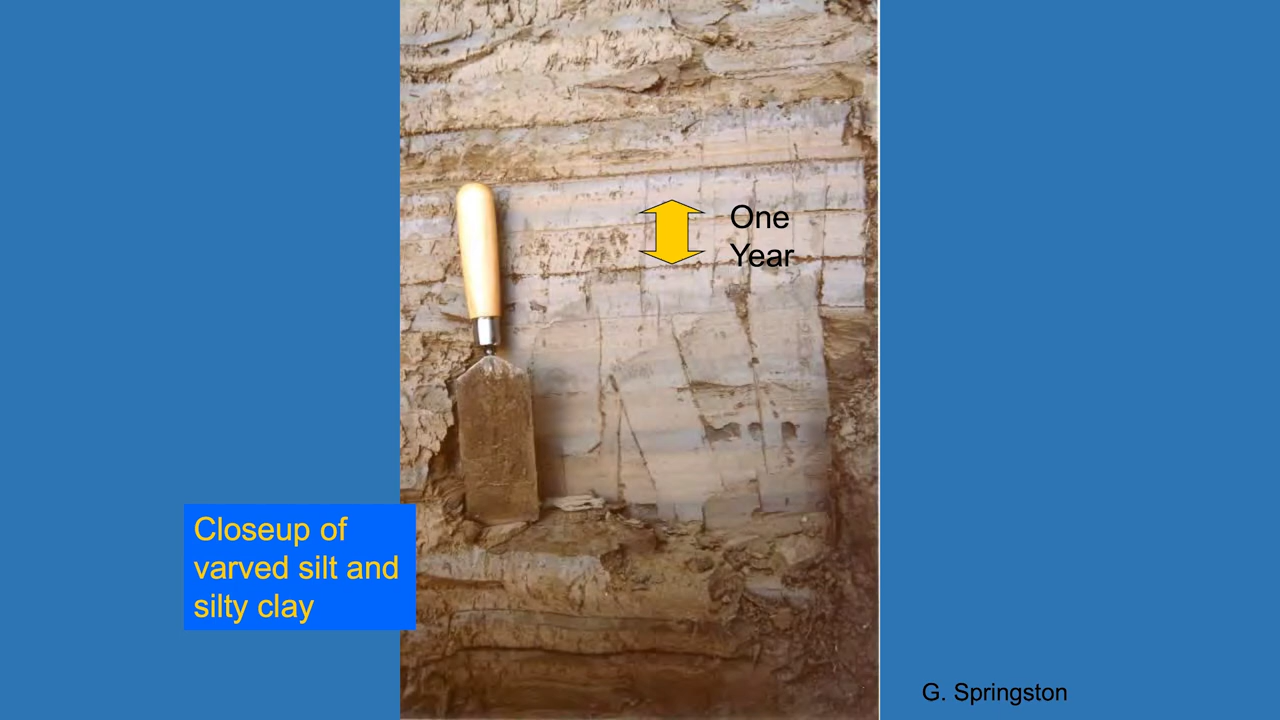 One
Year
Closeup of
varved silt and
silty clay
G. Springston